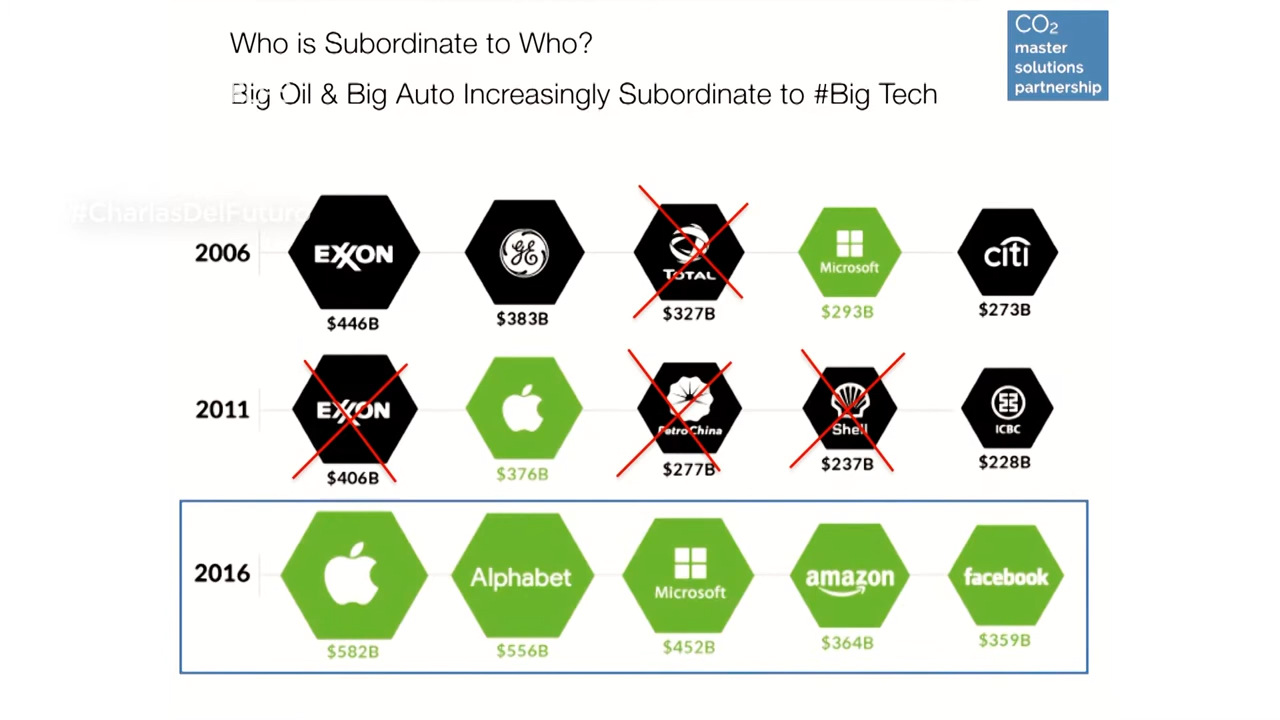 Who is Subordinate to Who?
Big Oil & Big Auto Increasingly Subordinate to #Big Tech
CO₂
master
solutions
partnership
#CharlasDelFuturo
2006
EXXON
GE
TOTAL
Microsoft
citi
$446B
$383B
$327B
$293B
$273B
2011
EXXON
PetroChina
Shell
ICBC
$406B
$376B
$277B
$237B
$228B
2016
Alphabet
Microsoft
amazon
facebook
$582B
$556B
$452B
$364B
$359B